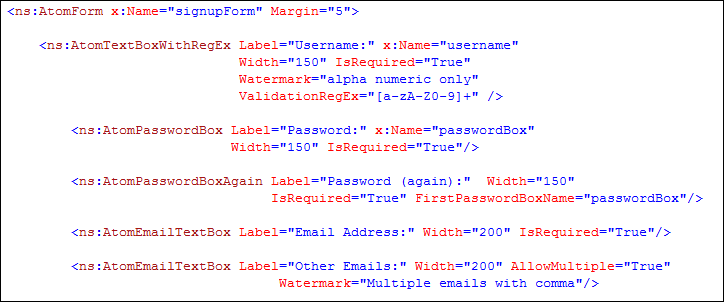 <ns:AtomForm x:Name="signupForm" Margin="5">
<ns:AtomTextBoxWithRegEx Label="Username:" x:Name="username"
Width="150" IsRequired="True"
Watermark="alpha numeric only"
ValidationRegEx="[a-zA-Z0-9]+" />
<ns:AtomPasswordBox Label="Password:" x:Name="passwordBox"
Width="150" IsRequired="True"/>
<ns:AtomPasswordBoxAgain Label="Password (again):"  Width="150"
IsRequired="True" FirstPasswordBoxName="passwordBox"/>
<ns:AtomEmailTextBox Label="Email Address:" Width="200" IsRequired="True"/>
<ns:AtomEmailTextBox Label="Other Emails:" Width="200" AllowMultiple="True"
Watermark="Multiple emails with comma"/>